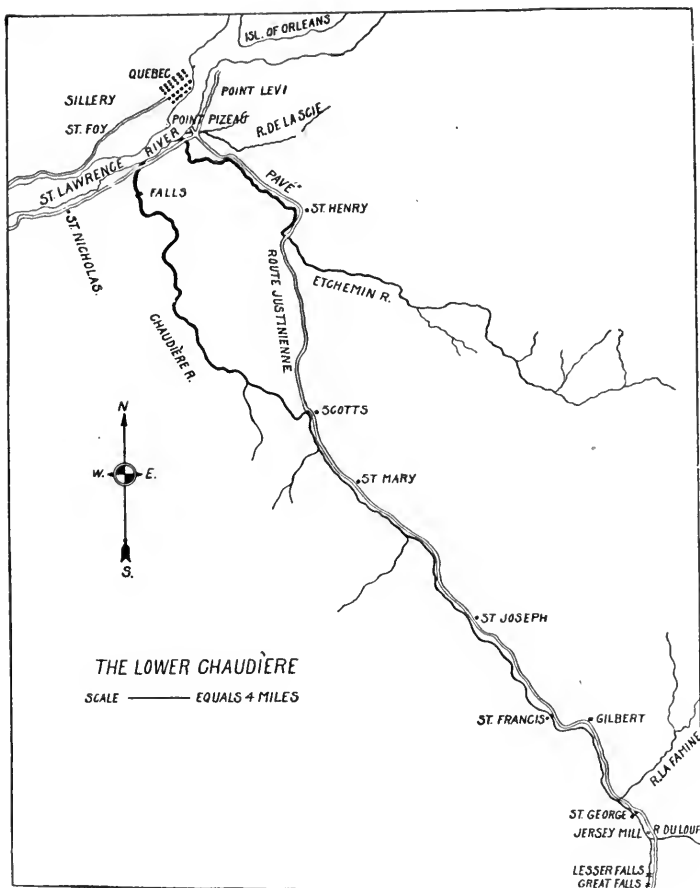 ISL. OF ORLEANS
QUEBEC
POINT LEVI
SILLERY
POINT PIZEAU
ST. FOY
R. DE LA SCIE
ST. LAWRENCE RIVER
PAVÉ
FALLS
ST. HENRY
ST. NICHOLAS.
ROUTE JUSTINIENNE
ETCHEMIN R.
CHAUDIÈRE R.
SCOTTS
N
W. E.
S.
ST MARY
ST JOSEPH
THE LOWER CHAUDIÈRE
SCALE EQUALS 4 MILES
ST. FRANCIS
GILBERT
R. LA FAMINE
ST. GEORGE
JERSEY MILL
R DU LOUP
LESSER FALLS
GREAT FALLS